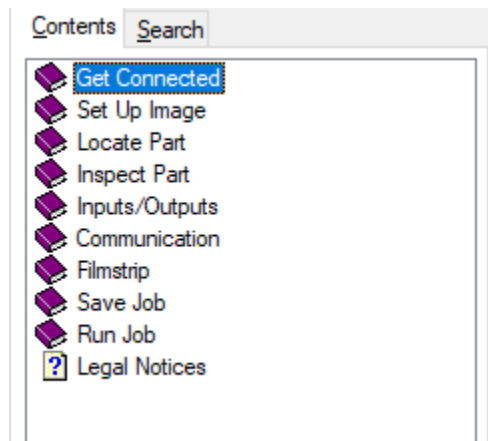 Contents Search
Get Connected
Set Up Image
Locate Part
Inspect Part
Inputs/Outputs
Communication
Filmstrip
Save Job
Run Job
? Legal Notices